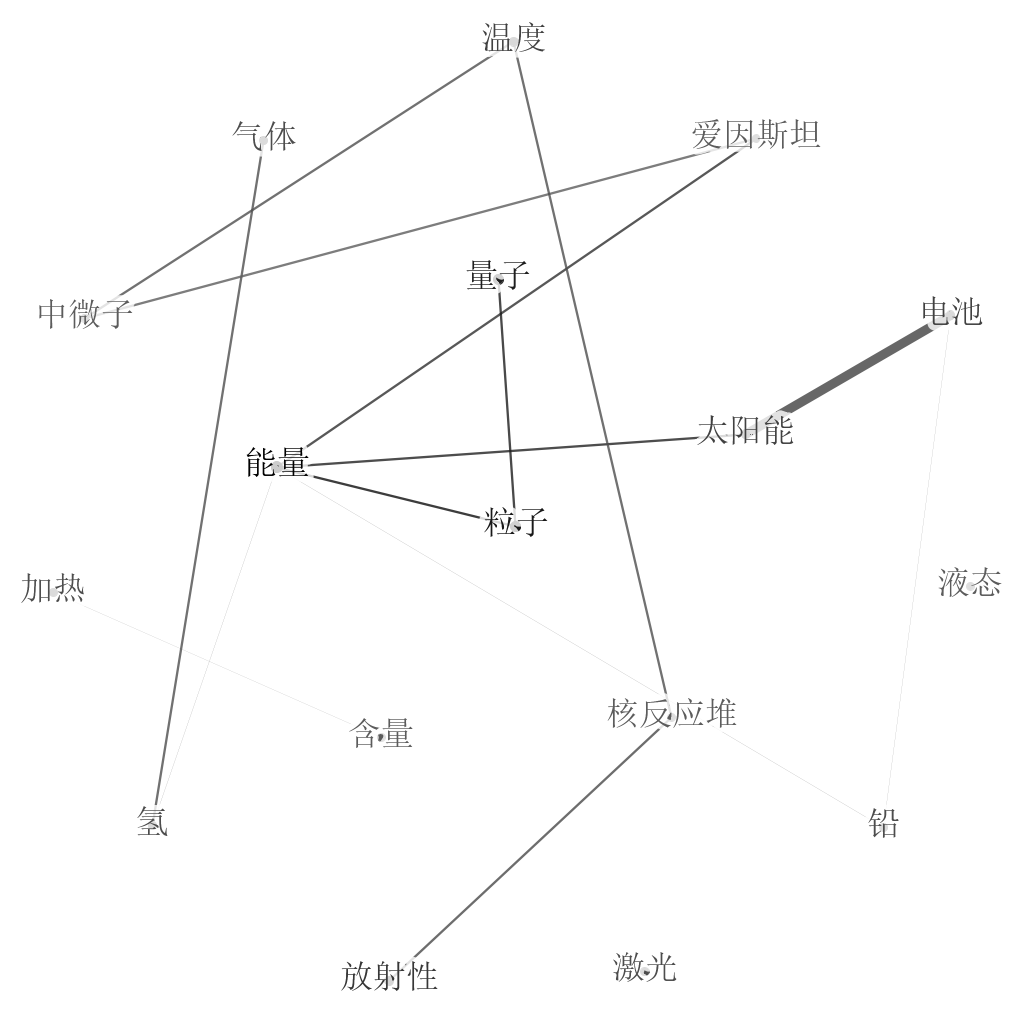 温度
气体
爱因斯坦
量子
中微子
电池
太阳能
能量
粒子
加热
液态
核反应堆
含量
氢
铅
放射性
激光